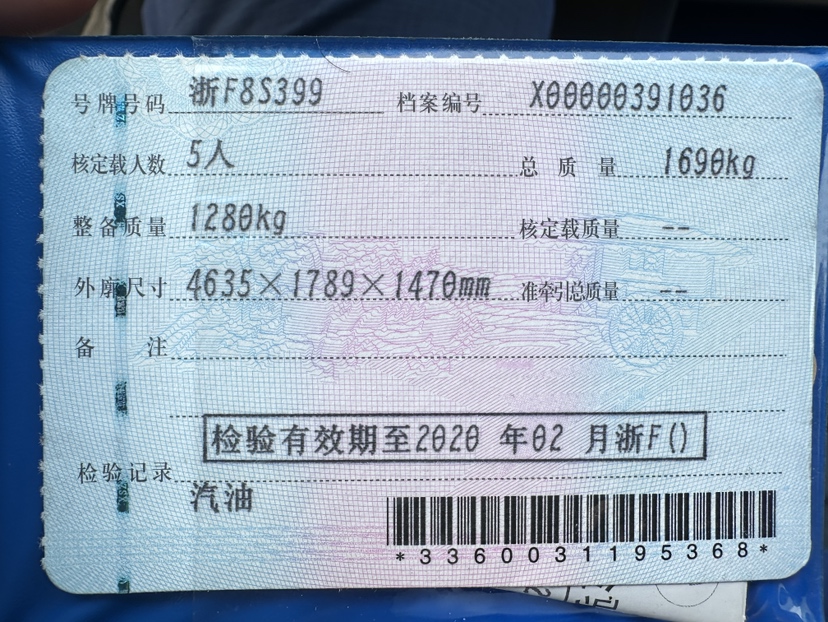 号牌号码 浙F8S399 档案编号 X00000391036
核定载人数 5人 总质量 1690kg
整备质量 1280kg 核定载质量 --
外廓尺寸 4635×1789×1470mm 准牵引总质量 --
备注
检验有效期至2020 年02 月浙F()
检验记录
汽油
*3360031195368*